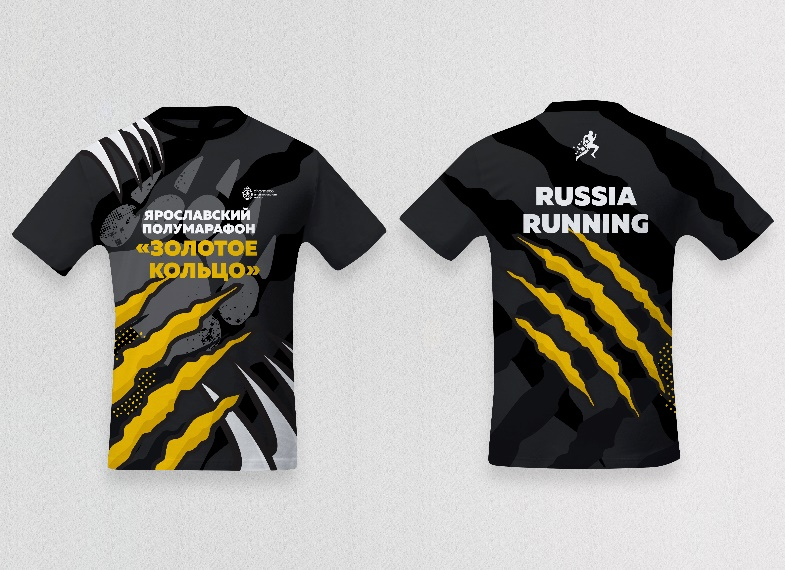 ЯРОСЛАВСКИЙ
ПОЛУМАРАФОН
«ЗОЛОТОЕ
КОЛЬЦО»
RUSSIA
RUNNING